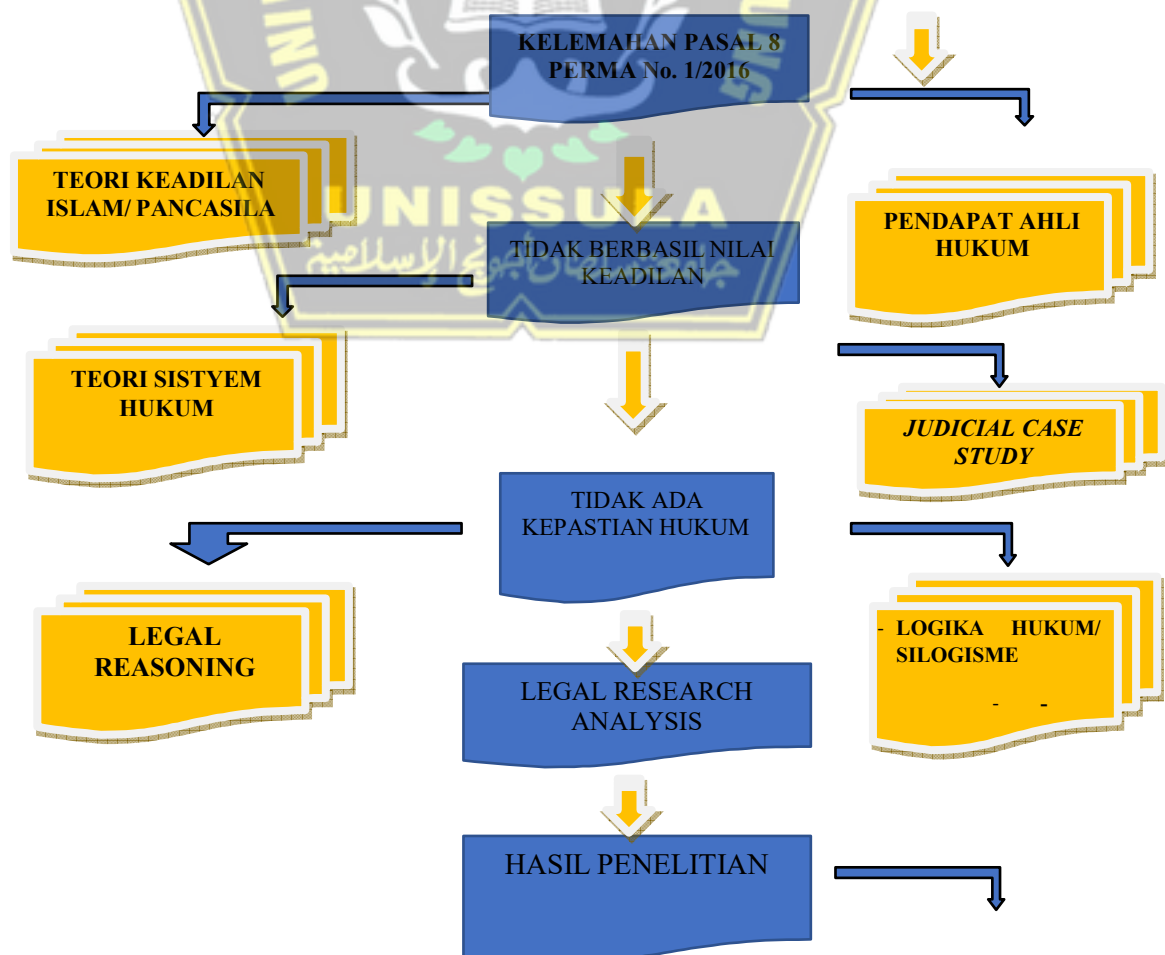 KELEMAHAN PASAL 8
PERMA No. 1/2016
TEORI KEADILAN
ISLAM/ PANCASILA
UNISSULA
PENDAPAT AHLI
HUKUM
TIDAK BERBASIL NILAI
KEADILAN
TEORI SISTYEM
HUKUM
JUDICIAL CASE
STUDY
TIDAK ADA
KEPASTIAN HUKUM
LEGAL
REASONING
- LOGIKA HUKUM/
SILOGISME
- -
LEGAL RESEARCH
ANALYSIS
HASIL PENELITIAN